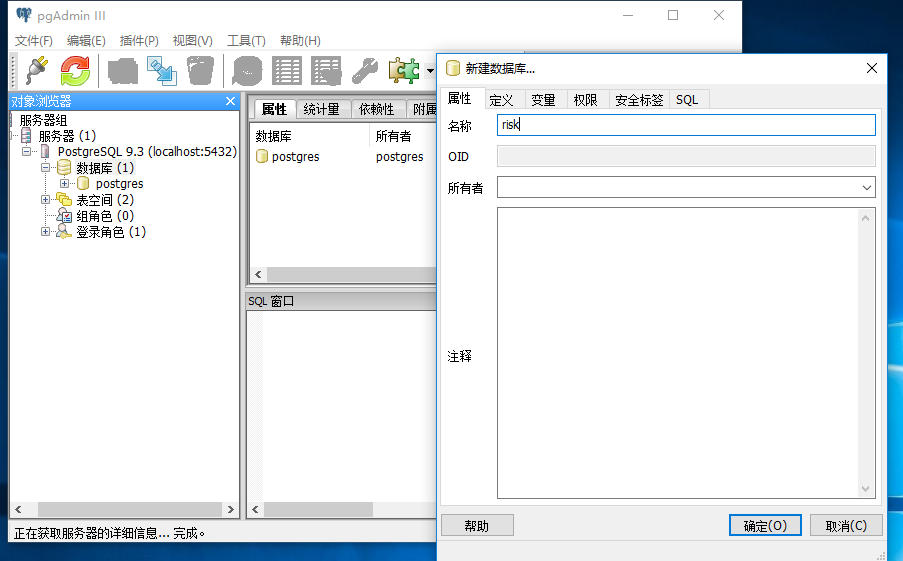 pgAdmin III
文件(F) 编辑(E) 插件(P) 视图(V) 工具(T) 帮助(H)
对象浏览器
服务器组
服务器 (1)
PostgreSQL 9.3 (localhost:5432)
数据库 (1)
postgres
表空间 (2)
组角色 (0)
登录角色 (1)
属性 统计量 依赖性 附属
数据库 所有者
postgres postgres
SQL 窗口
正在获取服务器的详细信息... 完成。
新建数据库...
属性 定义 变量 权限 安全标签 SQL
名称 risk
OID
所有者
注释
帮助 确定(O) 取消(C)